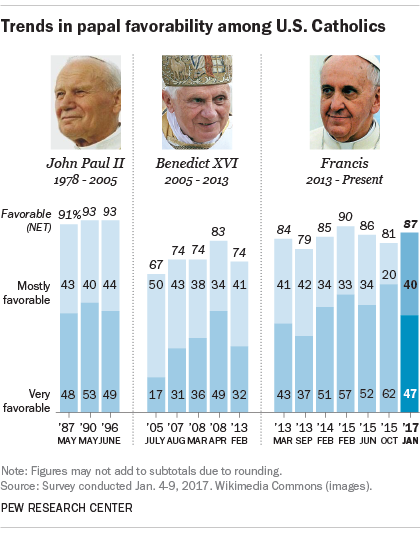 Trends in papal favorability among U.S. Catholics
John Paul II Benedict XVI Francis
1978 - 2005 2005 - 2013 2013 - Present
Favorable (NET) 91% 93 93 67 74 74 83 74 84 79 85 90 86 81 87
Mostly favorable 43 40 44 50 43 38 34 41 41 42 34 33 34 20 40
Very favorable 48 53 49 17 31 36 49 32 43 37 51 57 52 62 47
'87 '90 '96 '05 '07 '08 '08 '13 '13 '13 '14 '15 '15 '15 '17
MAY MAY JUNE JULY AUG MAR APR FEB MAR SEP FEB FEB JUN OCT JAN
Note: Figures may not add to subtotals due to rounding.
Source: Survey conducted Jan. 4-9, 2017. Wikimedia Commons (images).
PEW RESEARCH CENTER